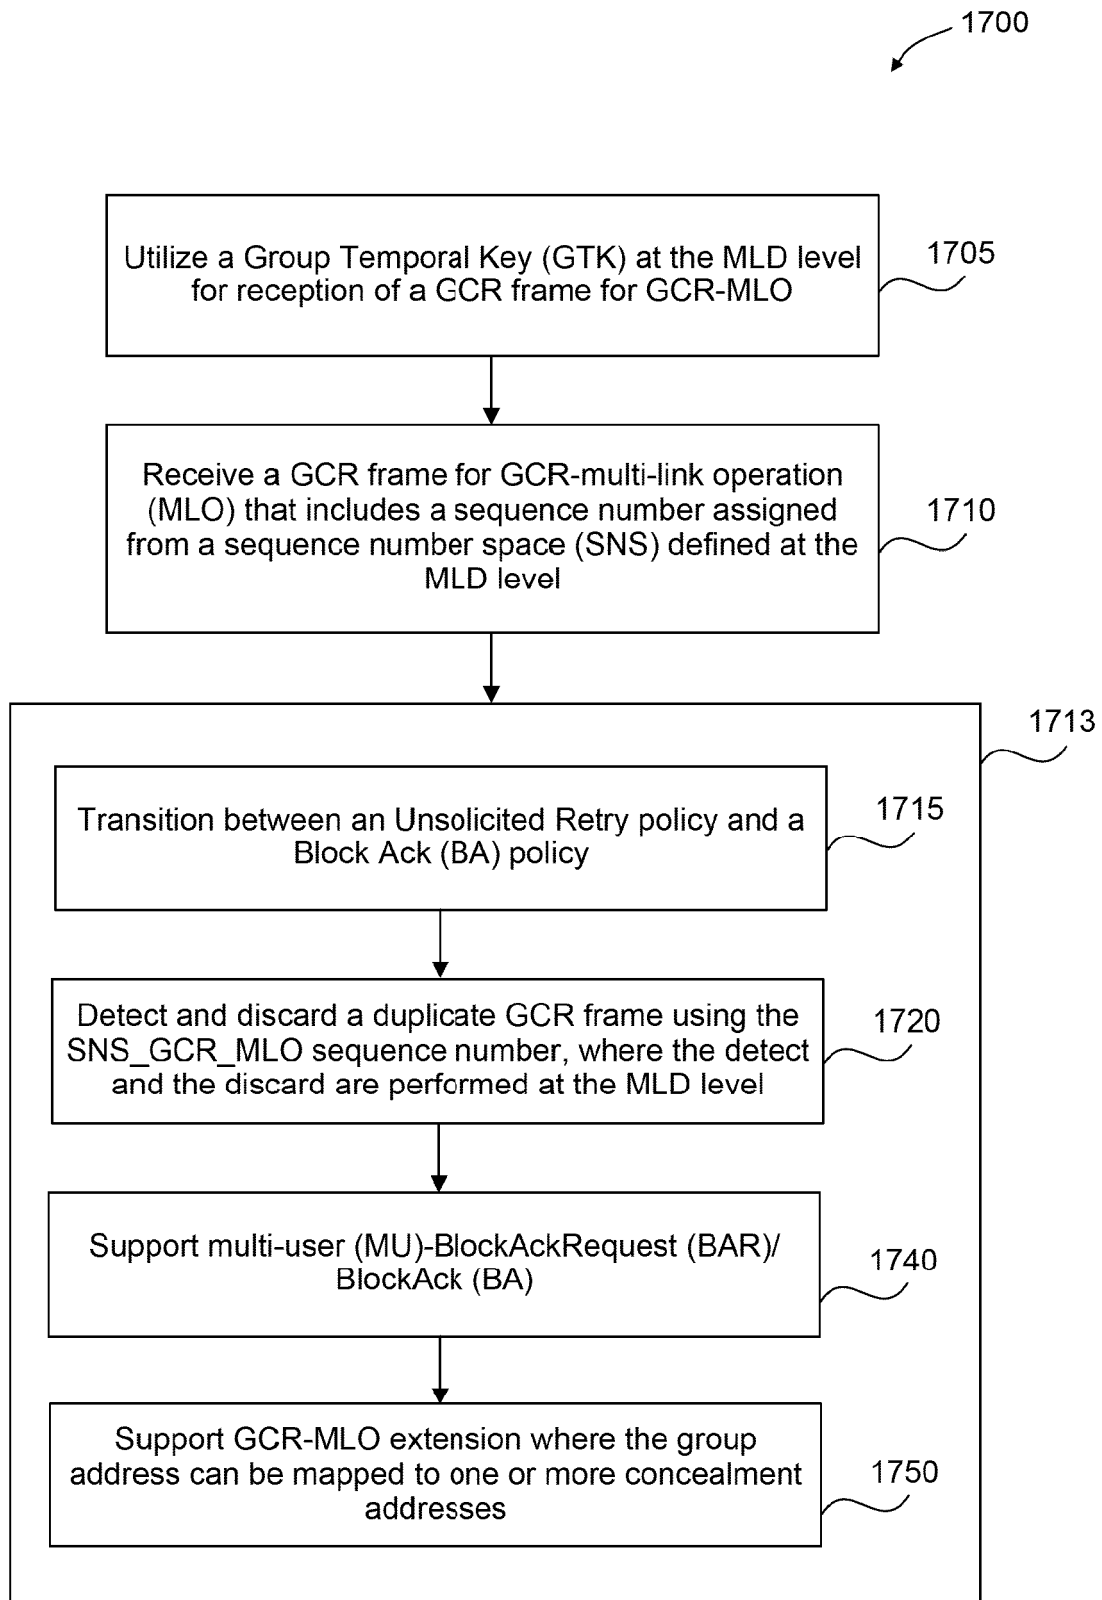 1700
Utilize a Group Temporal Key (GTK) at the MLD level
for reception of a GCR frame for GCR-MLO
1705
Receive a GCR frame for GCR-multi-link operation
(MLO) that includes a sequence number assigned
from a sequence number space (SNS) defined at the
MLD level
1710
1713
Transition between an Unsolicited Retry policy and a
Block Ack (BA) policy
1715
Detect and discard a duplicate GCR frame using the
SNS_GCR_MLO sequence number, where the detect
and the discard are performed at the MLD level
1720
Support multi-user (MU)-BlockAckRequest (BAR)/
BlockAck (BA)
1740
Support GCR-MLO extension where the group
address can be mapped to one or more concealment
addresses
1750